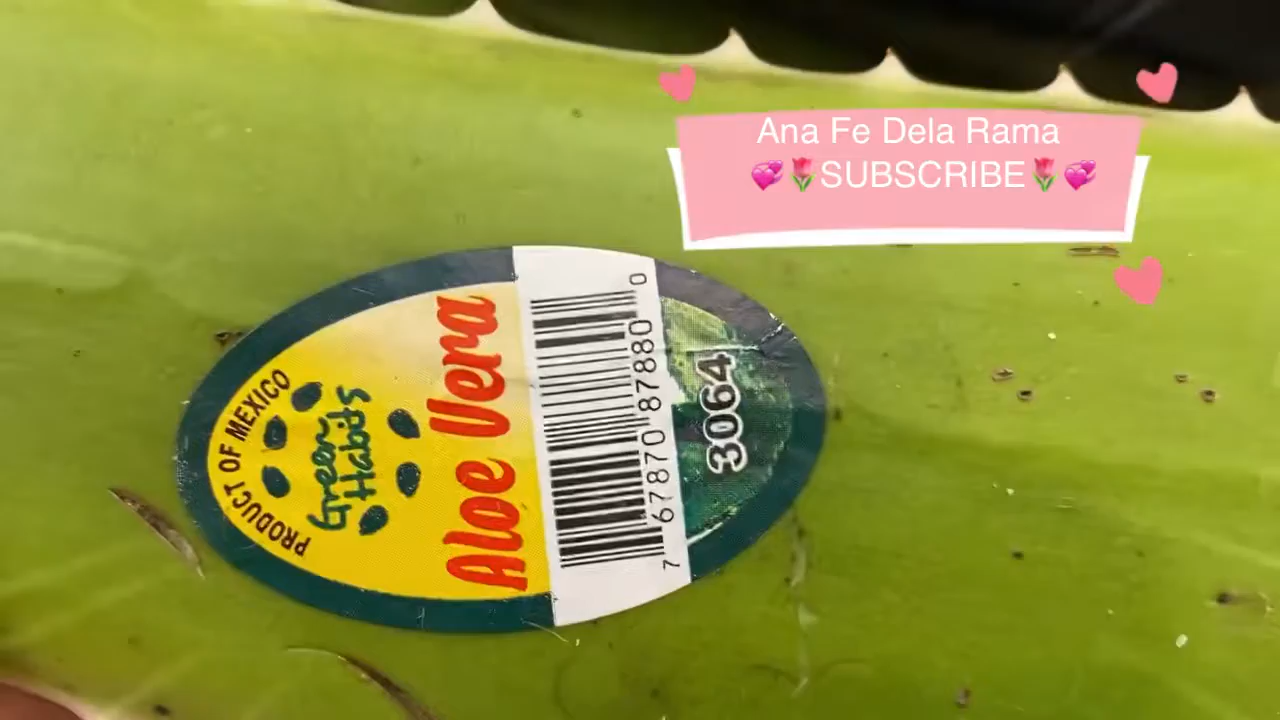 Ana Fe Dela Rama
💞🌷SUBSCRIBE🌷💞
PRODUCT OF MEXICO
Green
Habits
Aloe Vera
7 67870 87880 0
3064